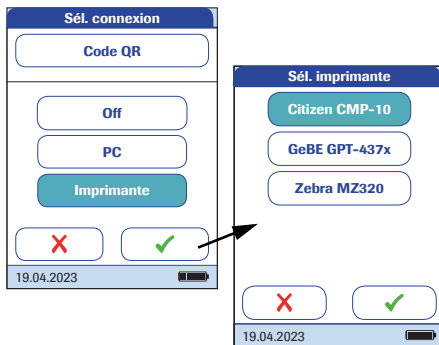 Sél. connexion
Code QR
Off
PC
Imprimante
19.04.2023
Sél. imprimante
Citizen CMP-10
GeBE GPT-437x
Zebra MZ320
19.04.2023